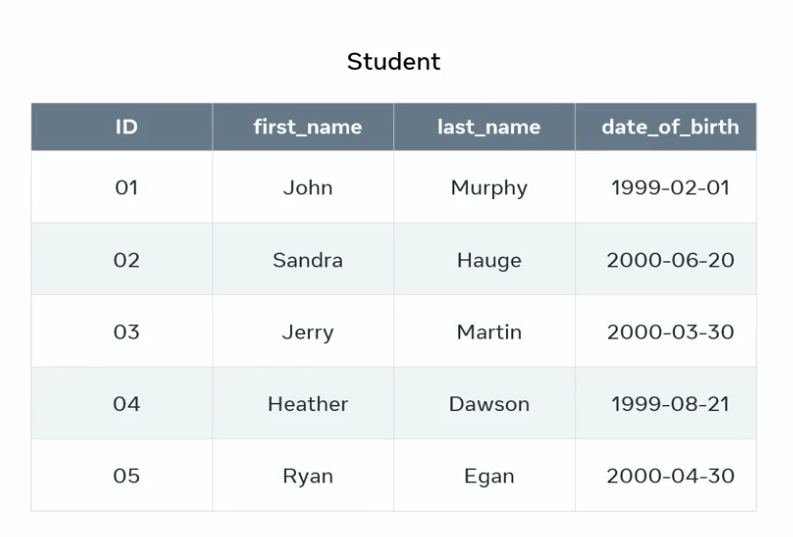 Student
ID first_name last_name date_of_birth
01 John Murphy 1999-02-01
02 Sandra Hauge 2000-06-20
03 Jerry Martin 2000-03-30
04 Heather Dawson 1999-08-21
05 Ryan Egan 2000-04-30